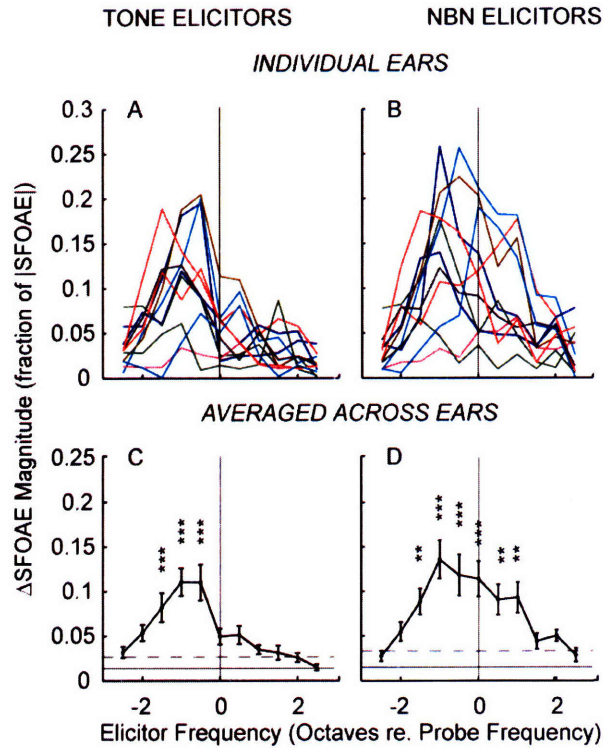 TONE ELICITORS NBN ELICITORS
INDIVIDUAL EARS
0.3 A B
0.25
0.2
0.15
0.1
0.05
0
AVERAGED ACROSS EARS
0.25 C D
0.2
0.15
0.1
0.05
0
*** *** *** ** *** *** *** ** **
-2 0 2 -2 0 2
Elicitor Frequency (Octaves re. Probe Frequency)
ΔSFOAE Magnitude (fraction of |SFOAE|)